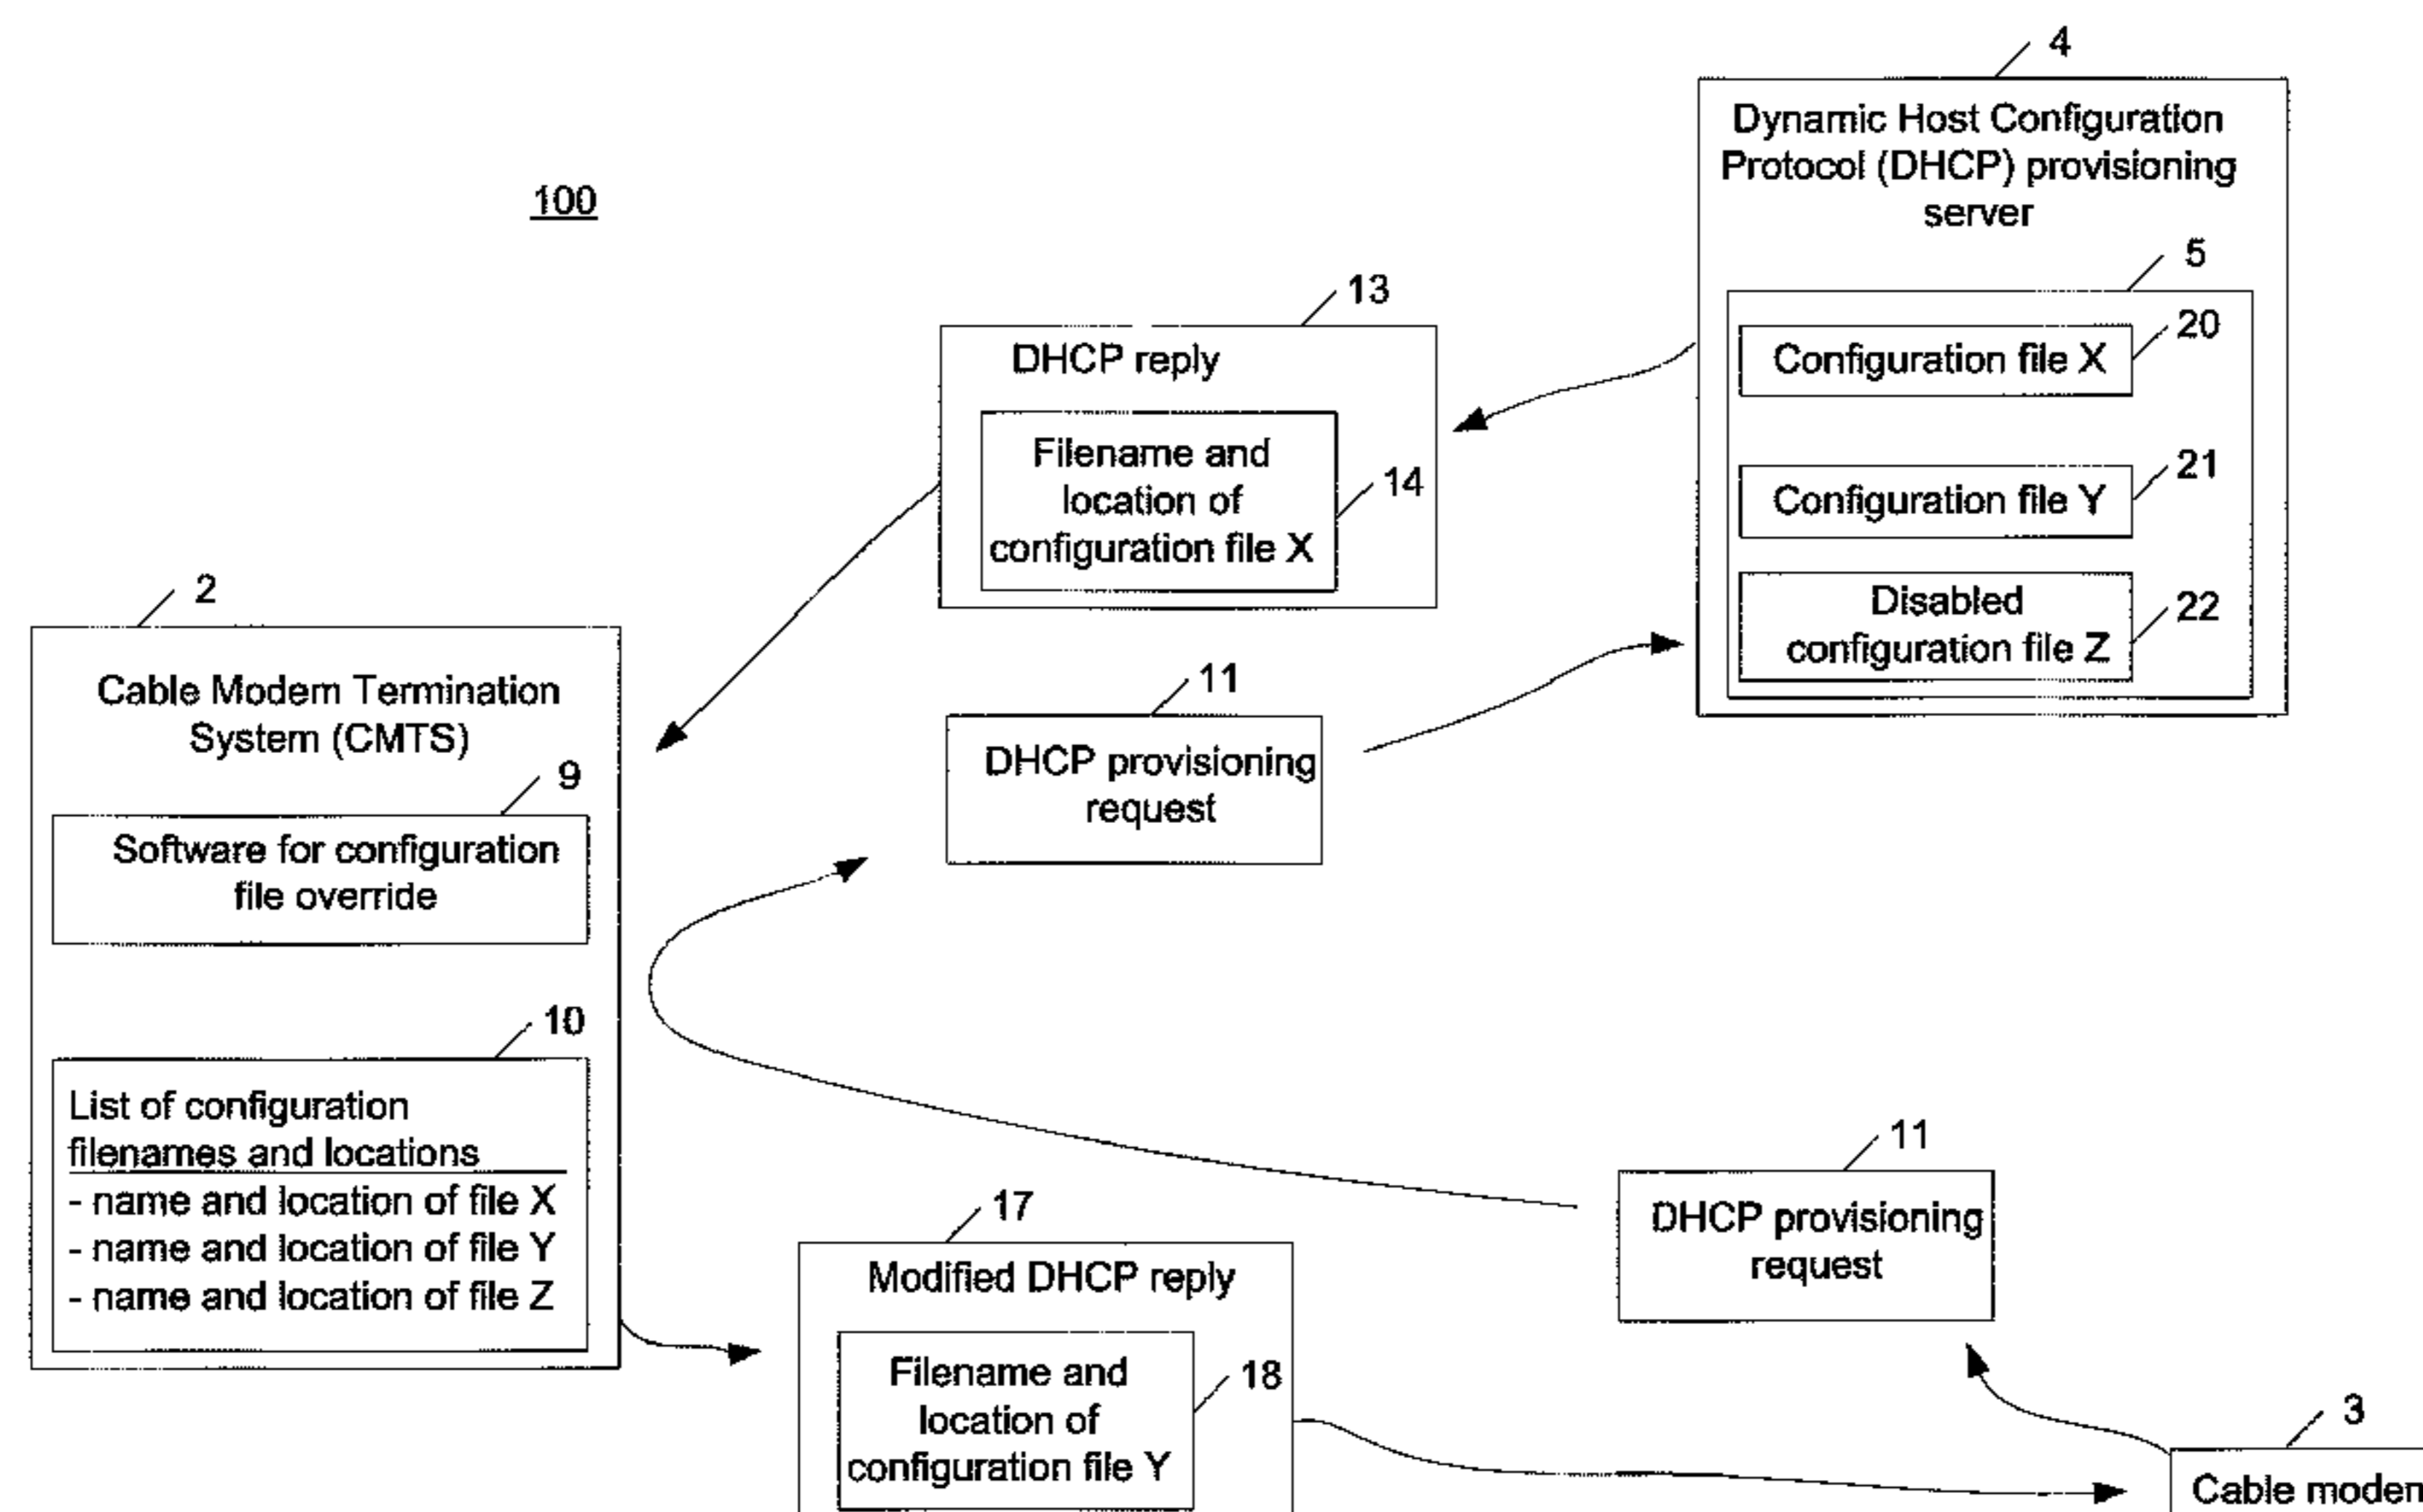 100
4
Dynamic Host Configuration
Protocol (DHCP) provisioning
server
5
Configuration file X
20
Configuration file Y
21
Disabled
configuration file Z
22
13
DHCP reply
Filename and
location of
configuration file X
14
11
DHCP provisioning
request
2
Cable Modem Termination
System (CMTS)
9
Software for configuration
file override
10
List of configuration
filenames and locations
- name and location of file X
- name and location of file Y
- name and location of file Z
17
Modified DHCP reply
Filename and
location of
configuration file Y
18
11
DHCP provisioning
request
3
Cable modem